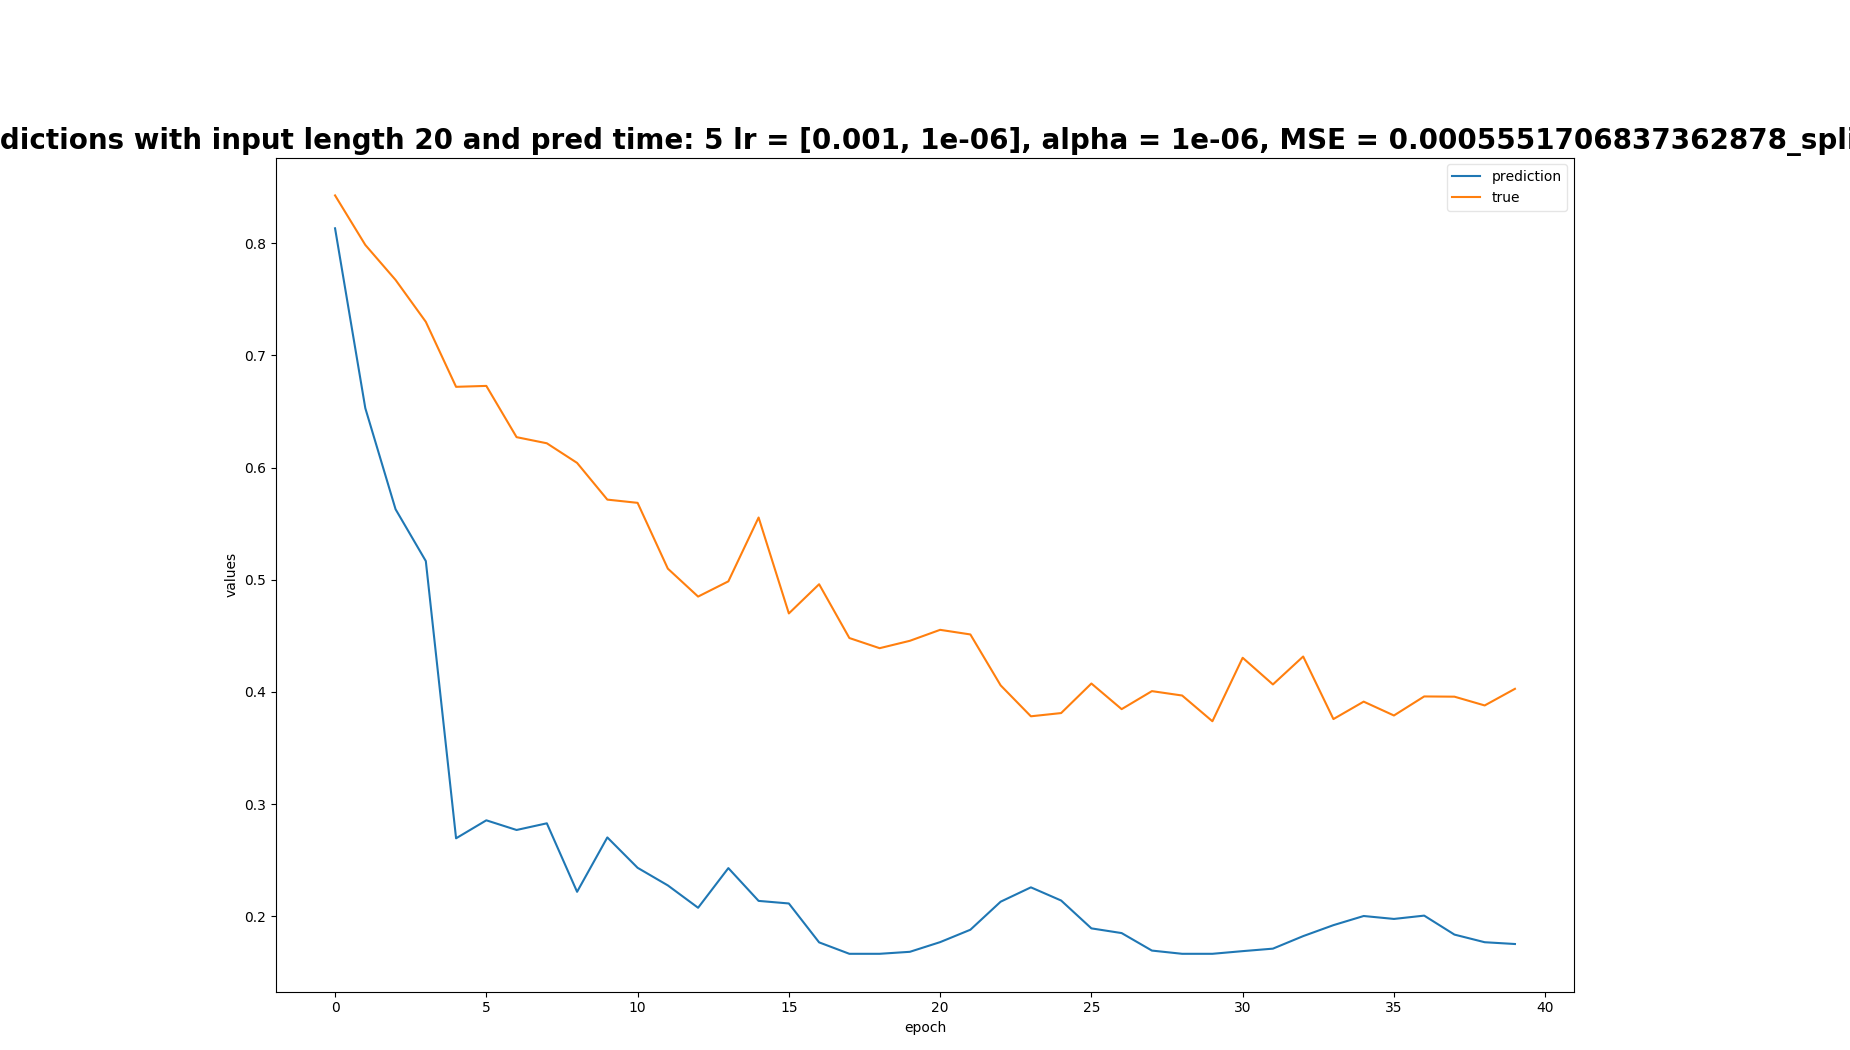 dictions with input length 20 and pred time: 5 lr = [0.001, 1e-06], alpha = 1e-06, MSE = 0.0005551706837362878_spli
prediction
true
0.8
0.7
0.6
0.5
0.4
0.3
0.2
values
0 5 10 15 20 25 30 35 40
epoch